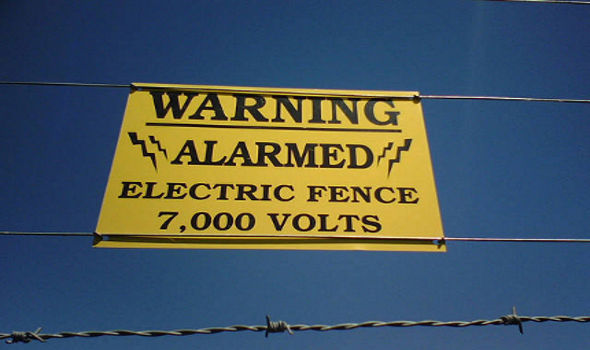 WARNING
ALARMED
ELECTRIC FENCE
7,000 VOLTS